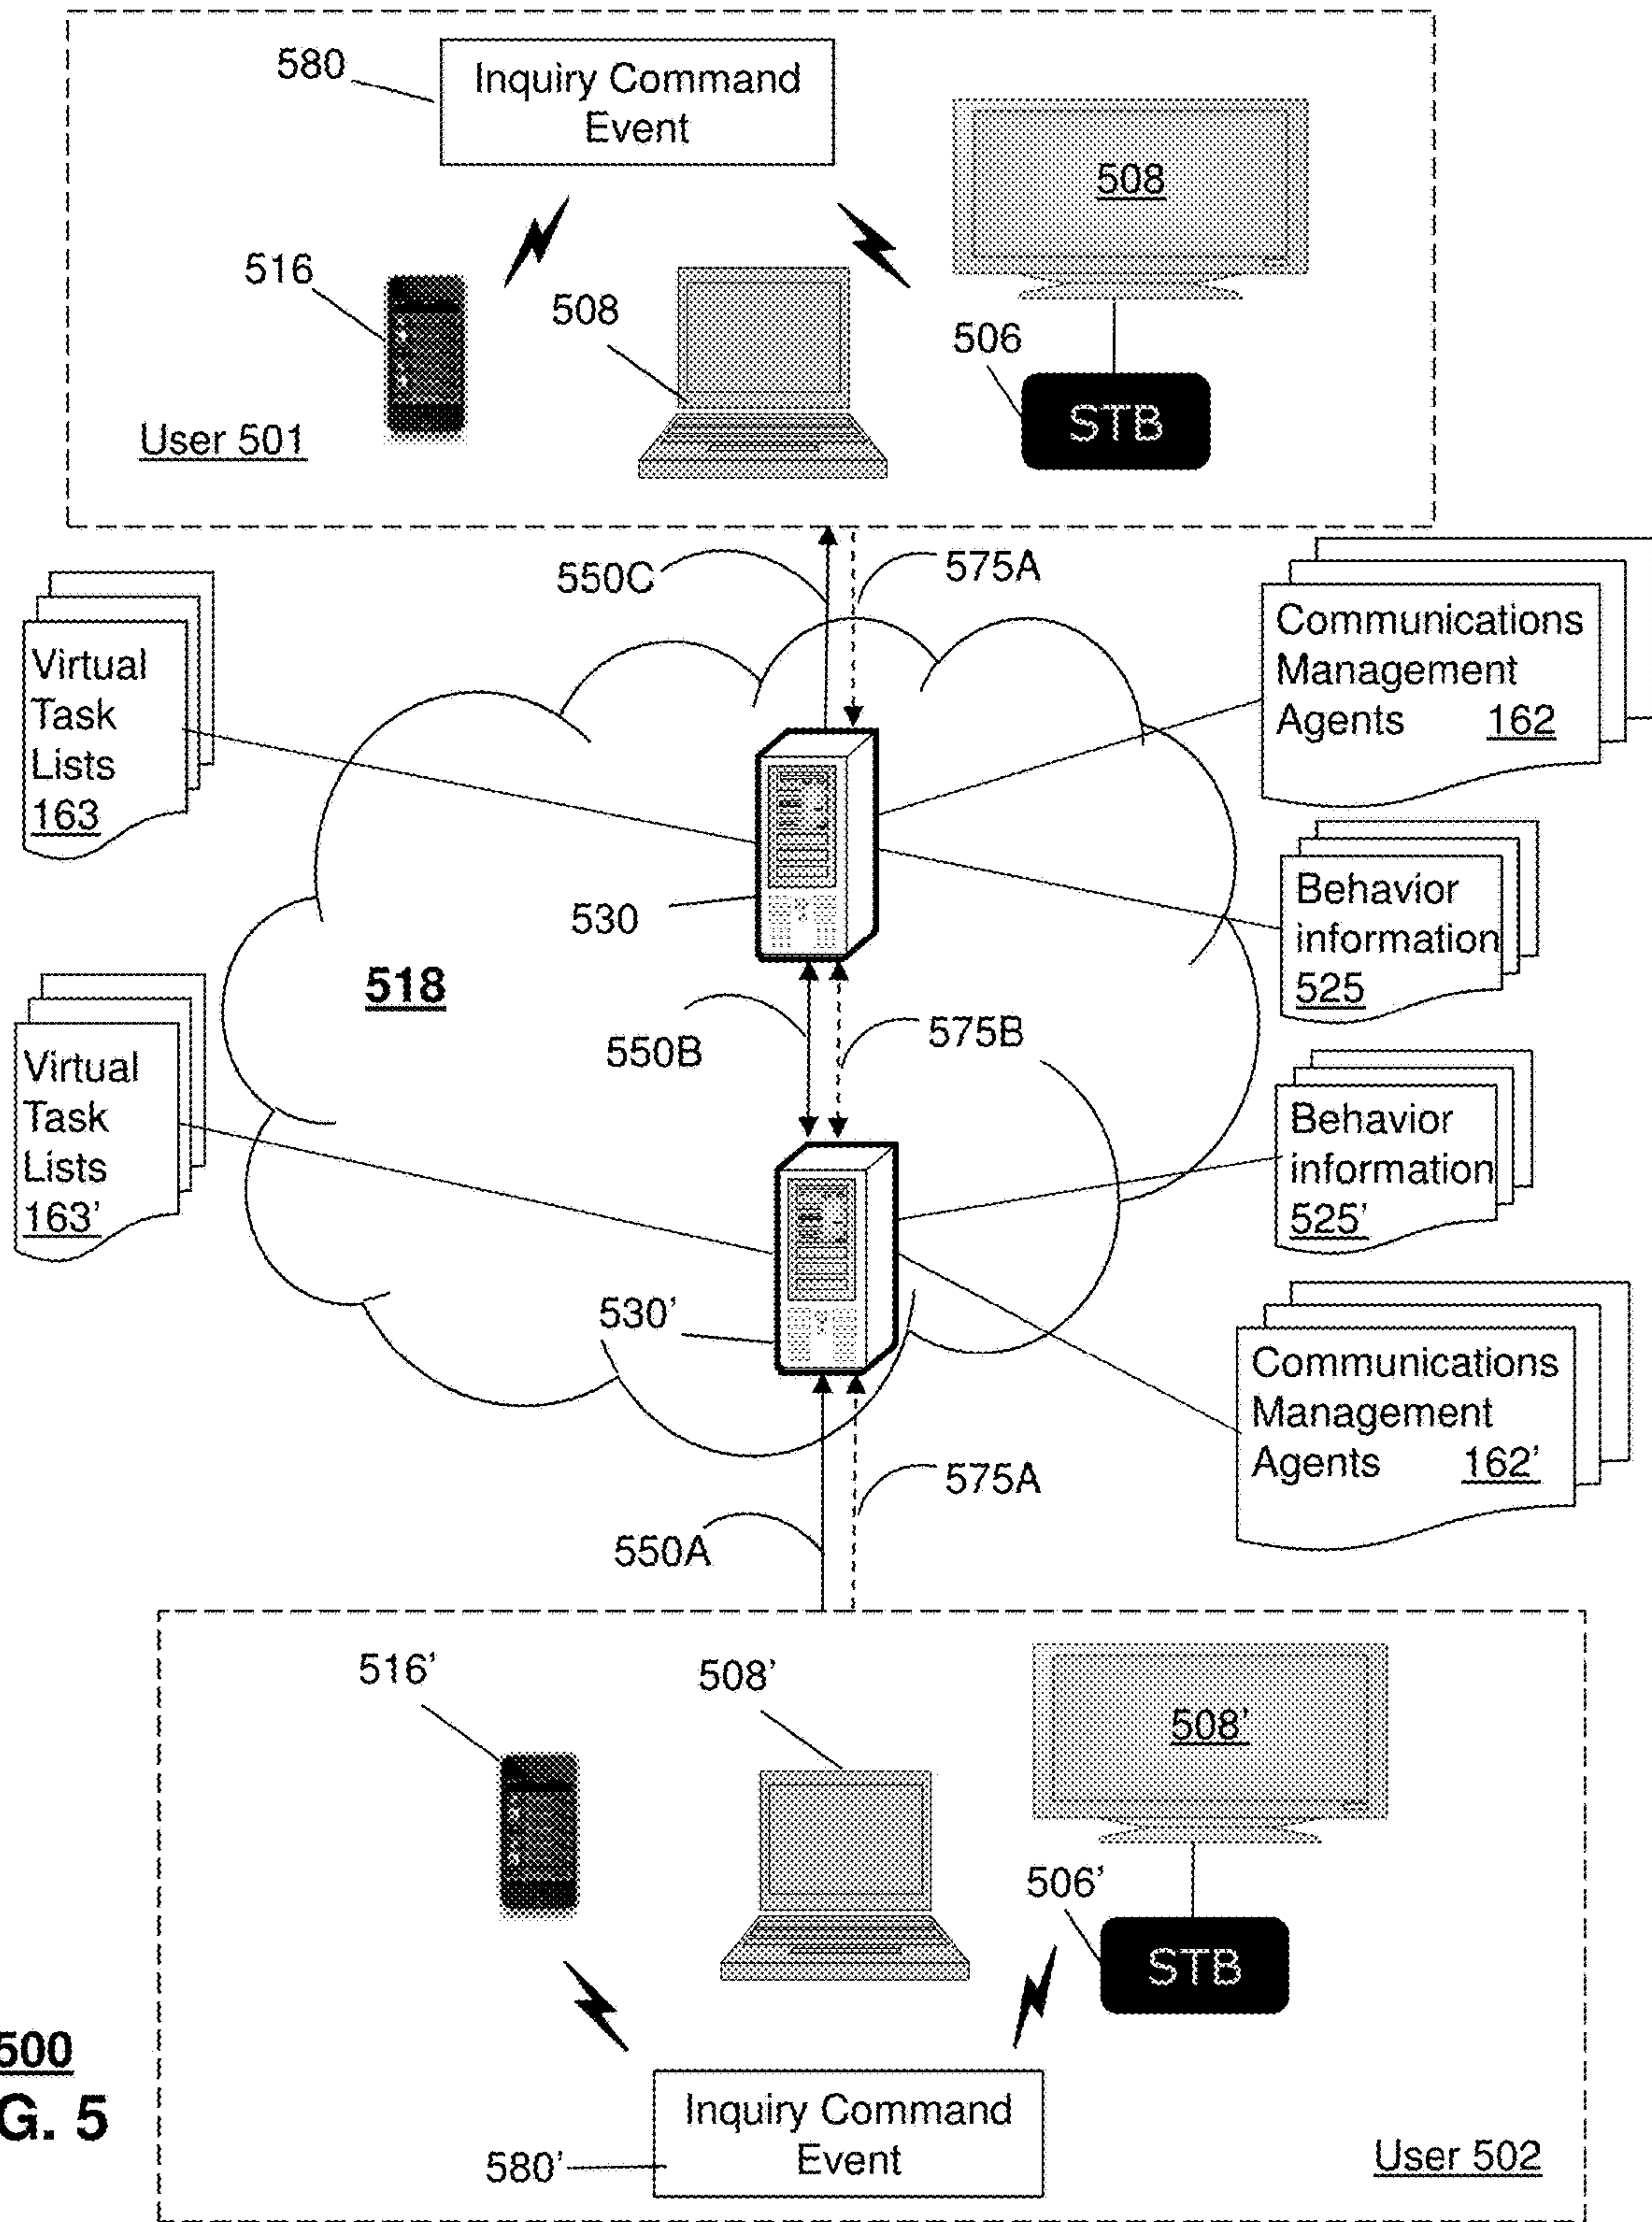 580
Inquiry Command
Event
508
516
508
506
STB
User 501
550C
575A
Virtual
Task
Lists
163
Communications
Management
Agents 162
530
Behavior
information
525
518
550B
575B
Virtual
Task
Lists
163'
Behavior
information
525'
530'
Communications
Management
Agents 162'
575A
550A
516'
508'
508'
506'
STB
500
G. 5
Inquiry Command
Event
580'
User 502